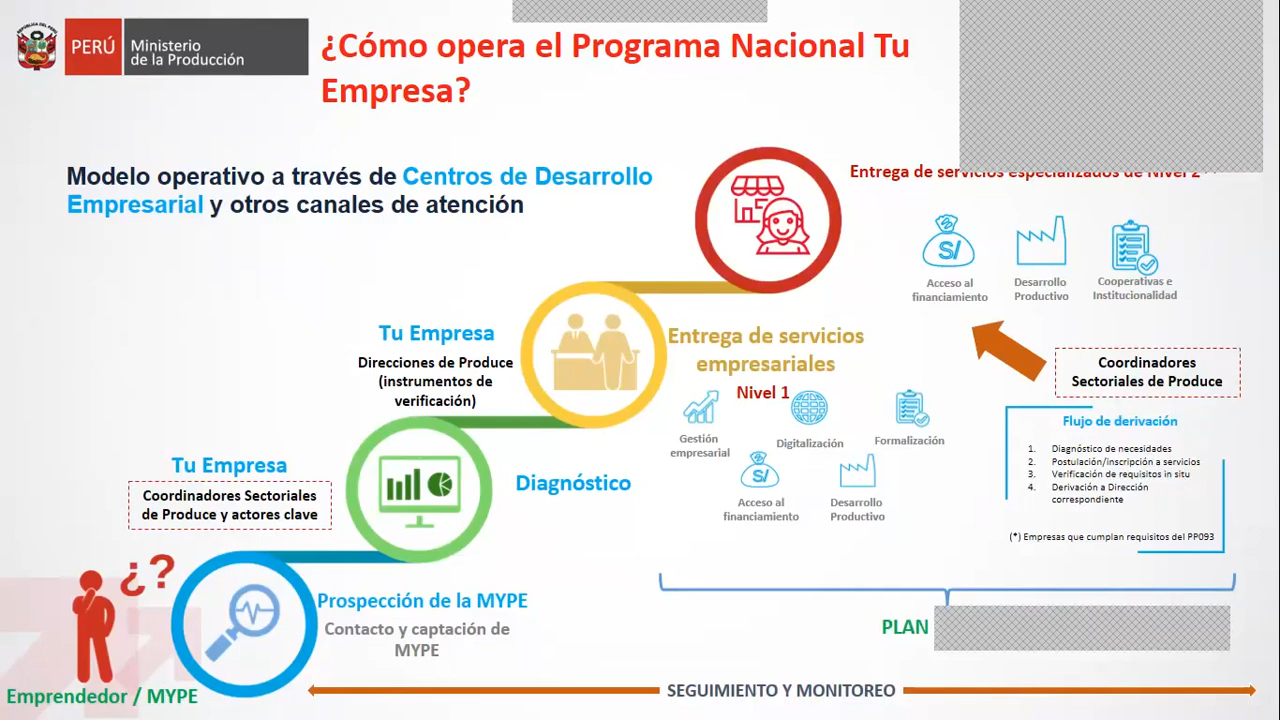 REPÚBLICA DEL PERÚ
PERÚ
Ministerio
de la Producción
¿Cómo opera el Programa Nacional Tu
Empresa?
Modelo operativo a través de Centros de Desarrollo
Empresarial y otros canales de atención
Entrega de servicios especializados de Nivel 2
S/
Acceso al
financiamiento
Desarrollo
Productivo
Cooperativas e
Institucionalidad
Tu Empresa
Direcciones de Produce
(instrumentos de
verificación)
Entrega de servicios
empresariales
Nivel 1
Gestión
empresarial
Digitalización
Formalización
S/
Acceso al
financiamiento
Desarrollo
Productivo
Coordinadores
Sectoriales de Produce
Flujo de derivación
1. Diagnóstico de necesidades
2. Postulación/inscripción a servicios
3. Verificación de requisitos in situ
4. Derivación a Dirección
correspondiente
(*) Empresas que cumplan requisitos del PP093
Tu Empresa
Coordinadores Sectoriales
de Produce y actores clave
Diagnóstico
¿?
Prospección de la MYPE
Contacto y captación de
MYPE
Emprendedor / MYPE
PLAN
SEGUIMIENTO Y MONITOREO